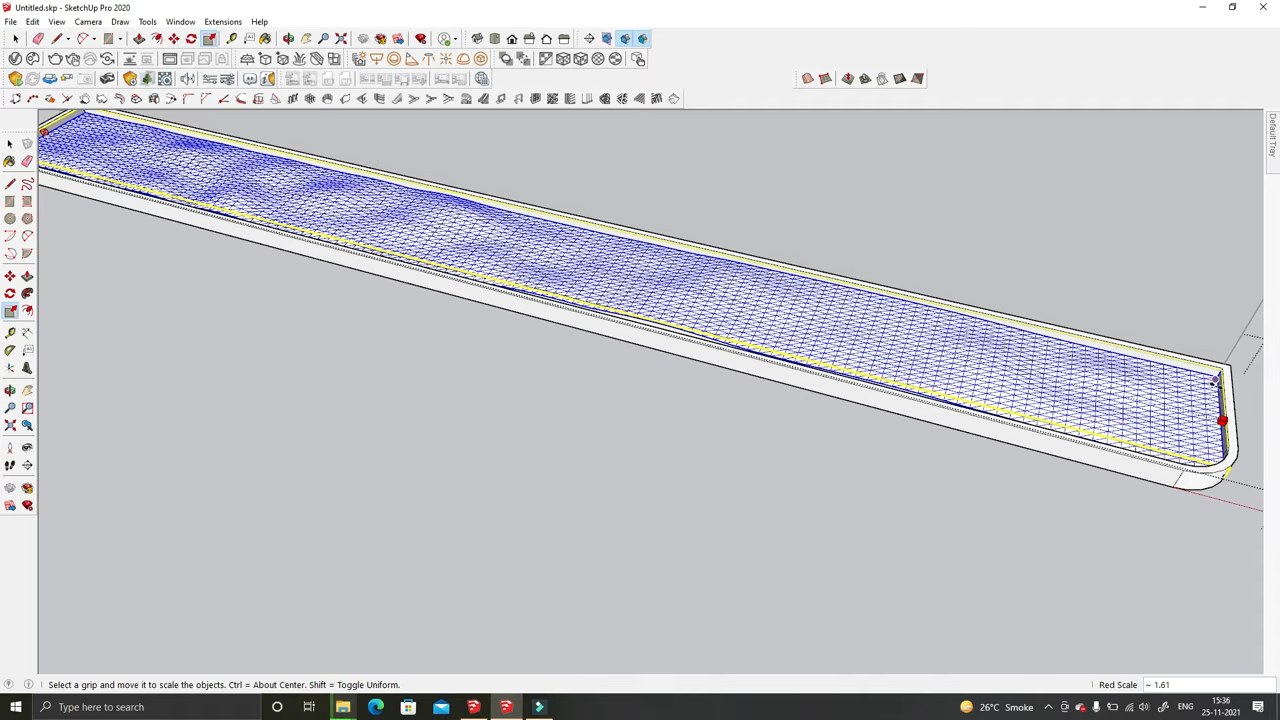 Untitled.skp - SketchUp Pro 2020
File Edit View Camera Draw Tools Window Extensions Help
Default Tray
Select a grip and move it to scale the objects. Ctrl = About Center. Shift = Toggle Uniform.
Red Scale ~ 1.61
Type here to search
26°C Smoke
ENG
15:36
25-11-2021